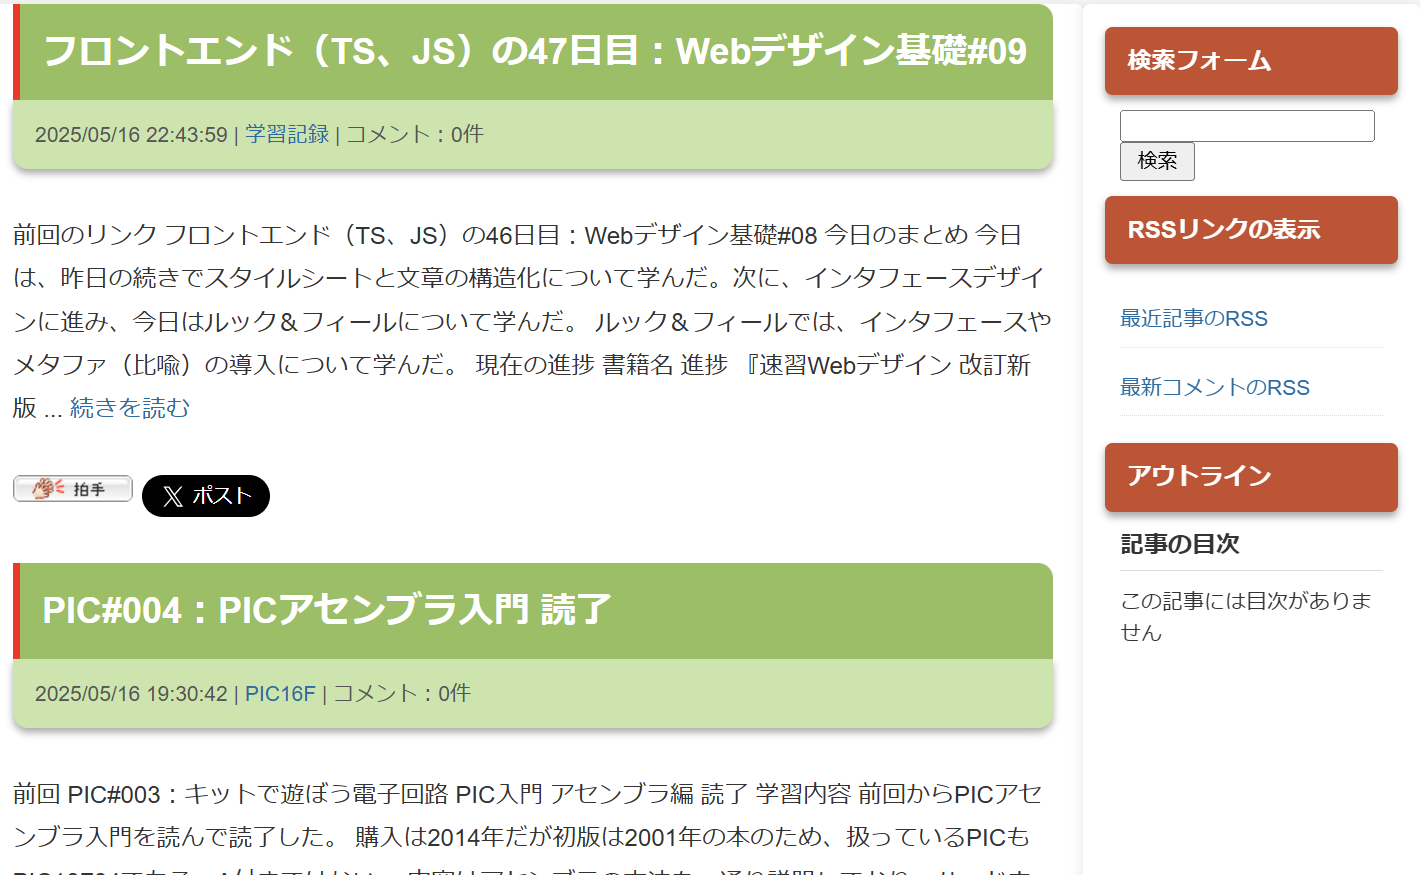 フロントエンド（TS、JS）の47日目：Webデザイン基礎#09
2025/05/16 22:43:59 | 学習記録 | コメント：0件
前回のリンク フロントエンド（TS、JS）の46日目：Webデザイン基礎#08 今日のまとめ 今日
は、昨日の続きでスタイルシートと文章の構造化について学んだ。次に、インタフェースデザイ
ンに進み、今日はルック＆フィールについて学んだ。 ルック＆フィールでは、インタフェースや
メタファ（比喩）の導入について学んだ。 現在の進捗 書籍名 進捗 『速習Webデザイン 改訂新
版 ... 続きを読む
拍手
ポスト
PIC#004：PICアセンブラ入門 読了
2025/05/16 19:30:42 | PIC16F | コメント：0件
前回 PIC#003：キットで遊ぼう電子回路 PIC入門 アセンブラ編 読了 学習内容 前回からPICアセ
ンブラ入門を読んで読了した。 購入は2014年だが初版は2001年の本のため、扱っているPICも
検索フォーム
検索
RSSリンクの表示
最近記事のRSS
最新コメントのRSS
アウトライン
記事の目次
この記事には目次がありま
せん